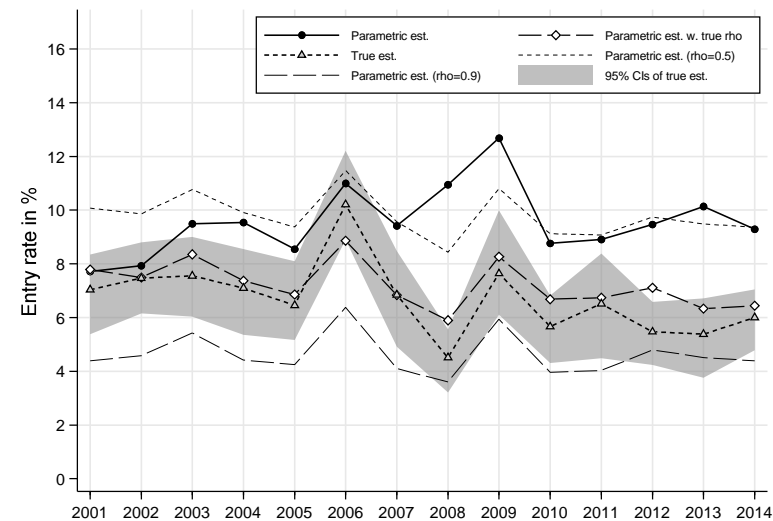 Parametric est.
Parametric est. w. true rho
True est.
Parametric est. (rho=0.5)
Parametric est. (rho=0.9)
95% CIs of true est.
Entry rate in %
16
14
12
10
8
6
4
2
0
2001 2002 2003 2004 2005 2006 2007 2008 2009 2010 2011 2012 2013 2014